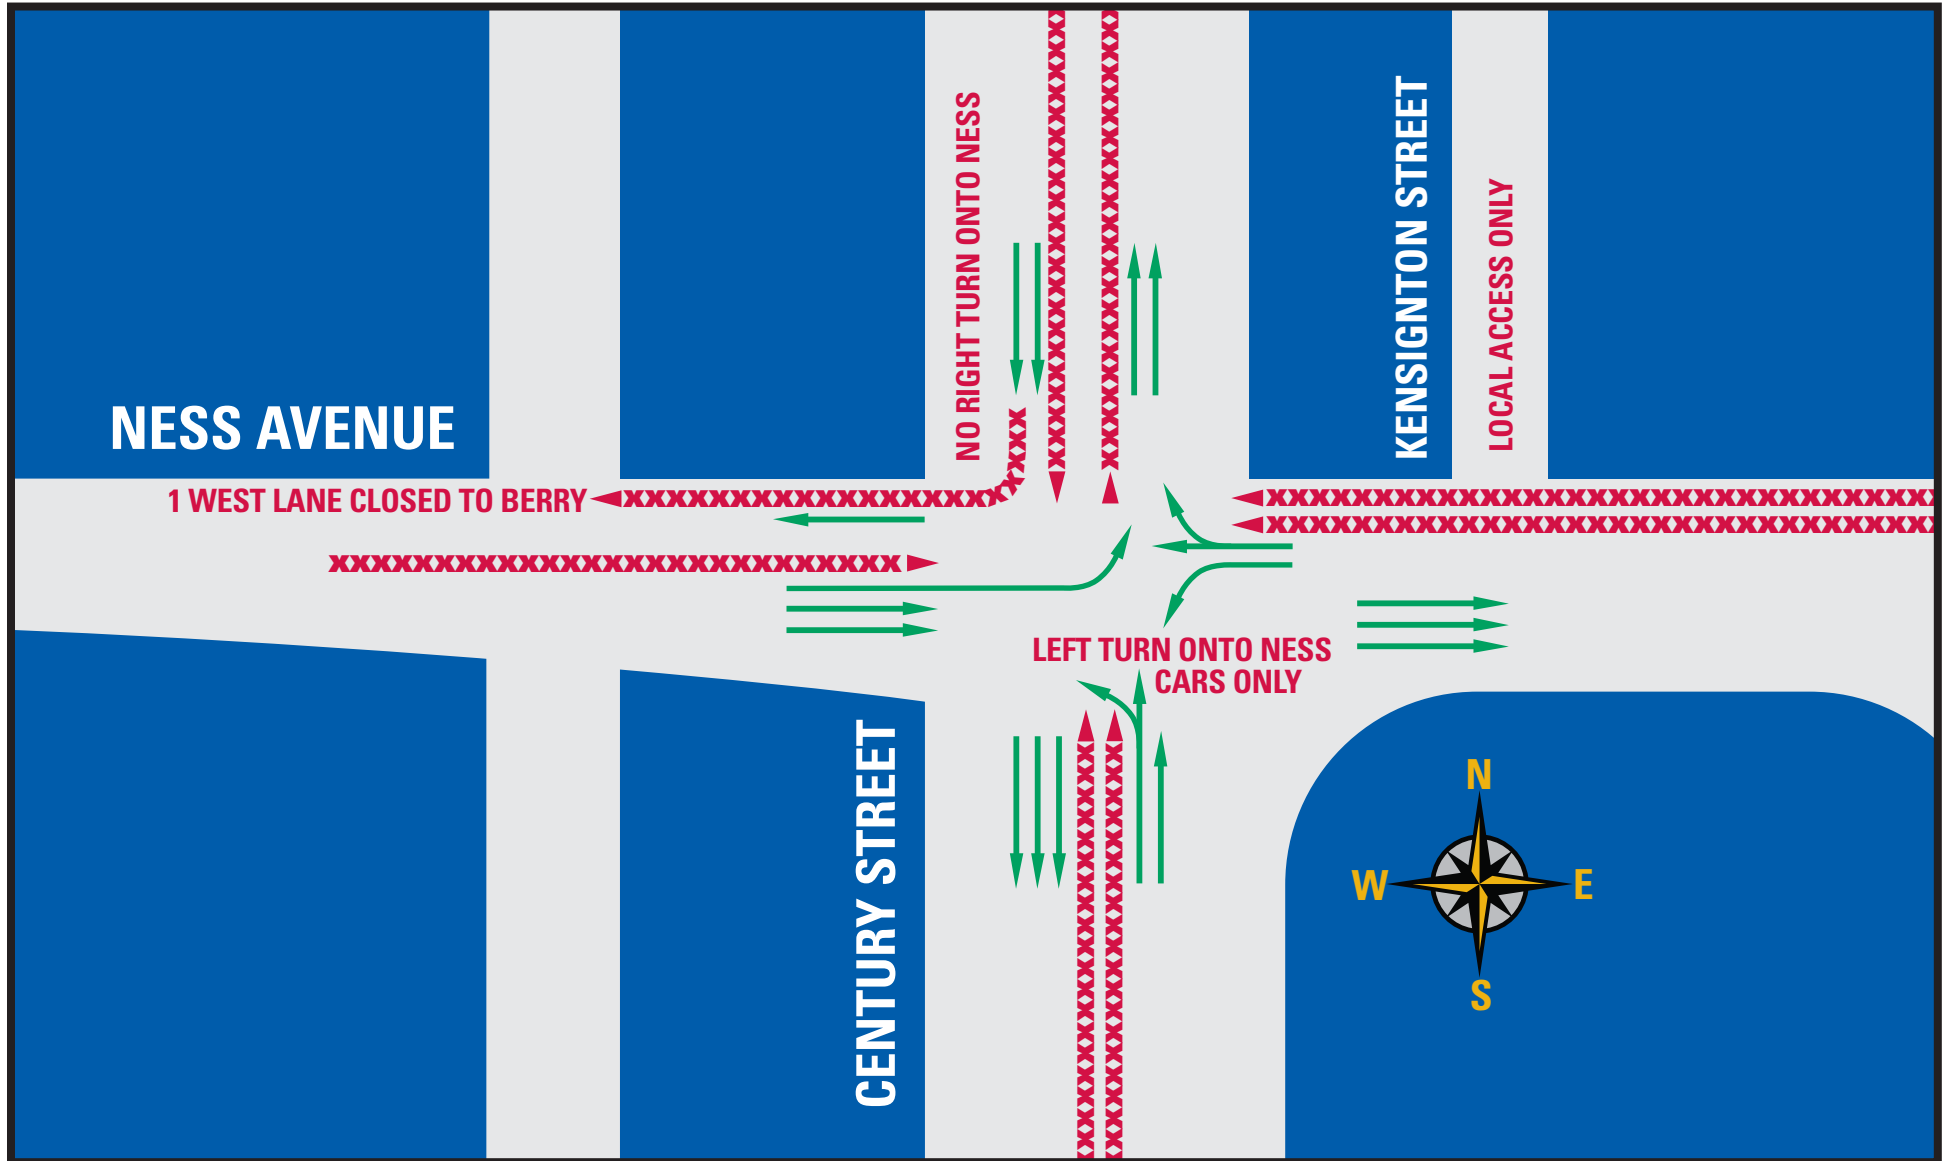 NO RIGHT TURN ONTO NESS
KENSIGNTON STREET
LOCAL ACCESS ONLY
NESS AVENUE
1 WEST LANE CLOSED TO BERRY
LEFT TURN ONTO NESS
CARS ONLY
CENTURY STREET
N
W
E
S